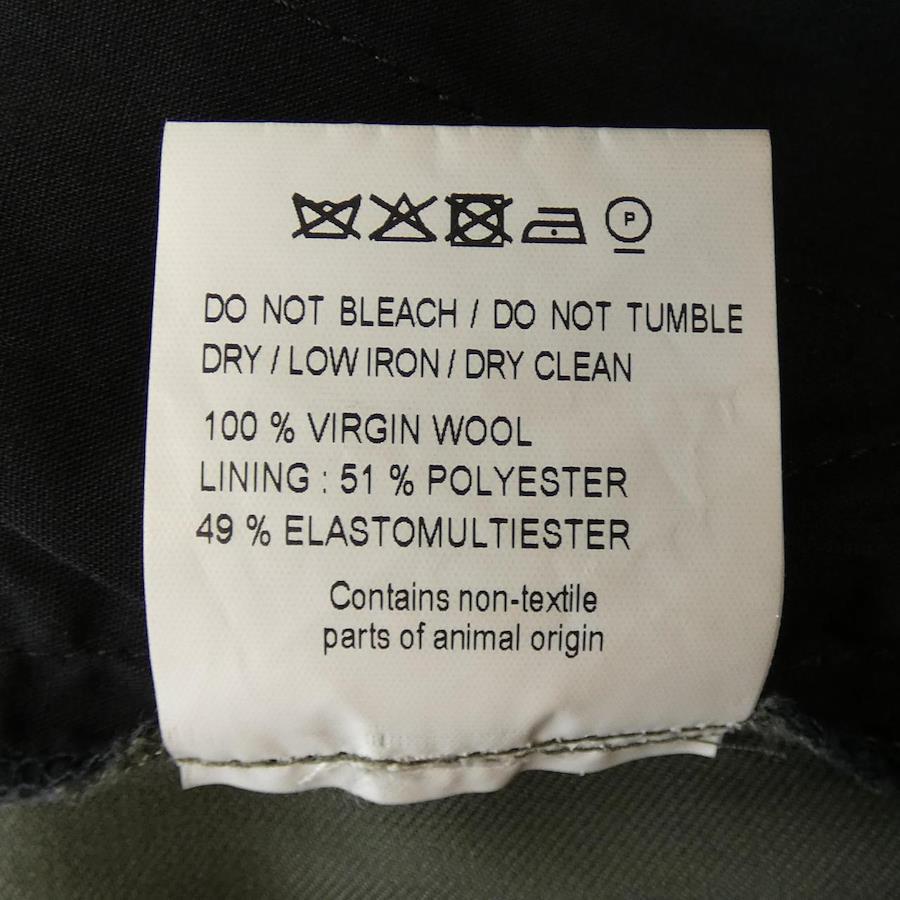 P
DO NOT BLEACH / DO NOT TUMBLE
DRY / LOW IRON / DRY CLEAN
100 % VIRGIN WOOL
LINING : 51 % POLYESTER
49 % ELASTOMULTIESTER
Contains non-textile
parts of animal origin